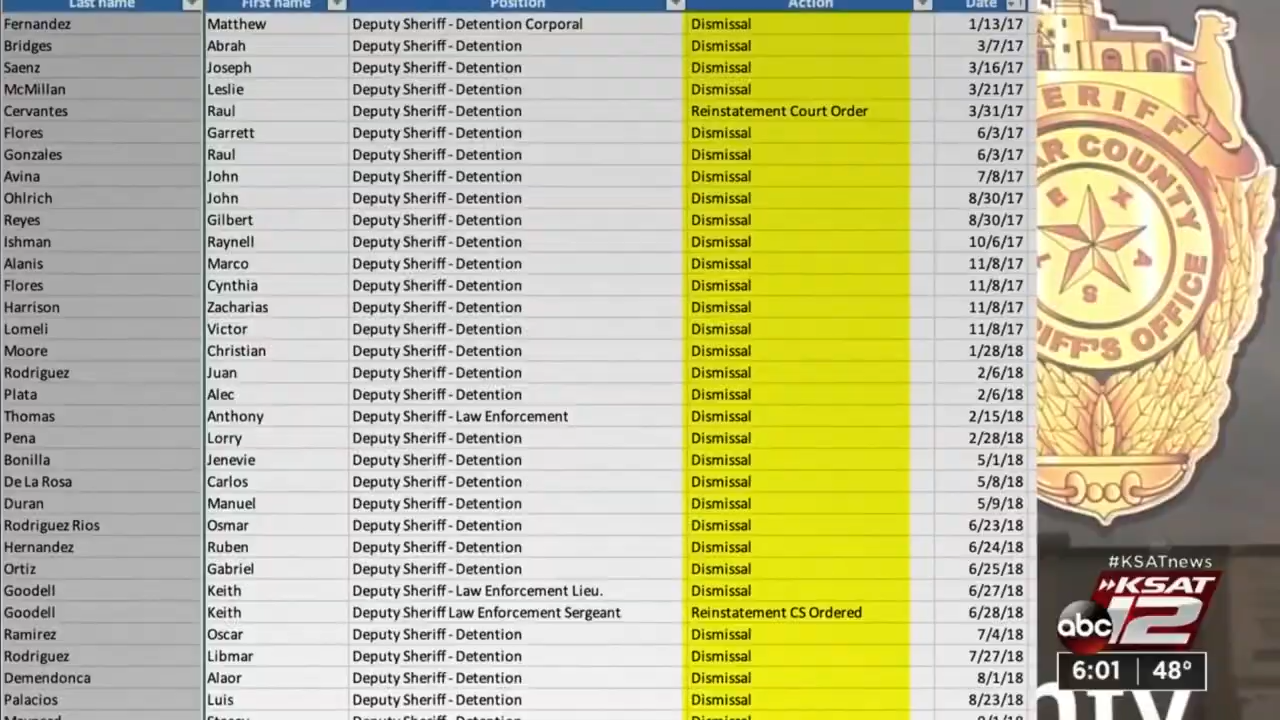 Last name First name Position Action Date
Fernandez Matthew Deputy Sheriff - Detention Corporal Dismissal 1/13/17
Bridges Abrah Deputy Sheriff - Detention Dismissal 3/7/17
Saenz Joseph Deputy Sheriff - Detention Dismissal 3/16/17
McMillan Leslie Deputy Sheriff - Detention Dismissal 3/21/17
Cervantes Raul Deputy Sheriff - Detention Reinstatement Court Order 3/31/17
Flores Garrett Deputy Sheriff - Detention Dismissal 6/3/17
Gonzales Raul Deputy Sheriff - Detention Dismissal 6/3/17
Avina John Deputy Sheriff - Detention Dismissal 7/8/17
Ohlrich John Deputy Sheriff - Detention Dismissal 8/30/17
Reyes Gilbert Deputy Sheriff - Detention Dismissal 8/30/17
Ishman Raynell Deputy Sheriff - Detention Dismissal 10/6/17
Alanis Marco Deputy Sheriff - Detention Dismissal 11/8/17
Flores Cynthia Deputy Sheriff - Detention Dismissal 11/8/17
Harrison Zacharias Deputy Sheriff - Detention Dismissal 11/8/17
Lomeli Victor Deputy Sheriff - Detention Dismissal 11/8/17
Moore Christian Deputy Sheriff - Detention Dismissal 1/28/18
Rodriguez Juan Deputy Sheriff - Detention Dismissal 2/6/18
Plata Alec Deputy Sheriff - Detention Dismissal 2/6/18
Thomas Anthony Deputy Sheriff - Law Enforcement Dismissal 2/15/18
Pena Lorry Deputy Sheriff - Detention Dismissal 2/28/18
Bonilla Jenevie Deputy Sheriff - Detention Dismissal 5/1/18
De La Rosa Carlos Deputy Sheriff - Detention Dismissal 5/8/18
Duran Manuel Deputy Sheriff - Detention Dismissal 5/9/18
Rodriguez Rios Osmar Deputy Sheriff - Detention Dismissal 6/23/18
Hernandez Ruben Deputy Sheriff - Detention Dismissal 6/24/18
Ortiz Gabriel Deputy Sheriff - Detention Dismissal 6/25/18
Goodell Keith Deputy Sheriff - Law Enforcement Lieu. Dismissal 6/27/18
Goodell Keith Deputy Sheriff Law Enforcement Sergeant Reinstatement CS Ordered 6/28/18
Ramirez Oscar Deputy Sheriff - Detention Dismissal 7/4/18
Rodriguez Libmar Deputy Sheriff - Detention Dismissal 7/27/18
Demendonca Alaor Deputy Sheriff - Detention Dismissal 8/1/18
Palacios Luis Deputy Sheriff - Detention Dismissal 8/23/18
ERIFF
AR COUNTY
E X
L A
S
RIFF'S OFFICE
#KSATnews
KSAT
abc 12
6:01 48°
nty